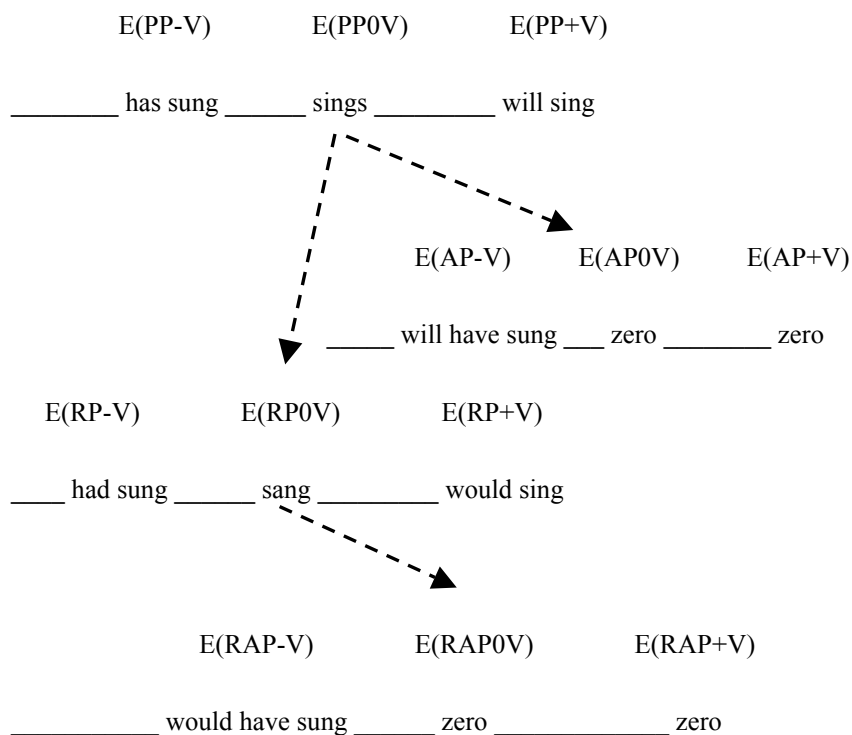 E(PP-V) E(PP0V) E(PP+V)
________ has sung ______ sings _________ will sing
E(AP-V) E(AP0V) E(AP+V)
_____ will have sung ___ zero ________ zero
E(RP-V) E(RP0V) E(RP+V)
____ had sung ______ sang _________ would sing
E(RAP-V) E(RAP0V) E(RAP+V)
___________ would have sung ______ zero _____________ zero